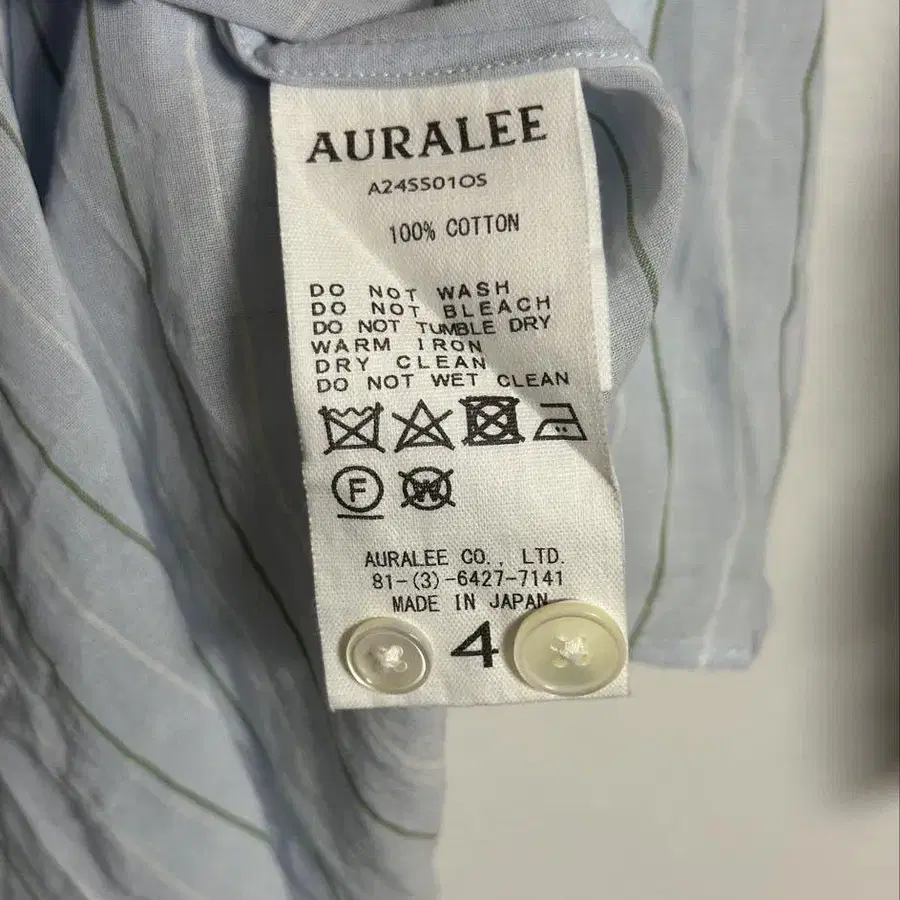 AURALEE
A24SS01OS
100% COTTON
DO NOT WASH
DO NOT BLEACH
DO NOT TUMBLE DRY
WARM IRON
DRY CLEAN
DO NOT WET CLEAN
F W
AURALEE CO., LTD.
81-(3)-6427-7141
MADE IN JAPAN
4